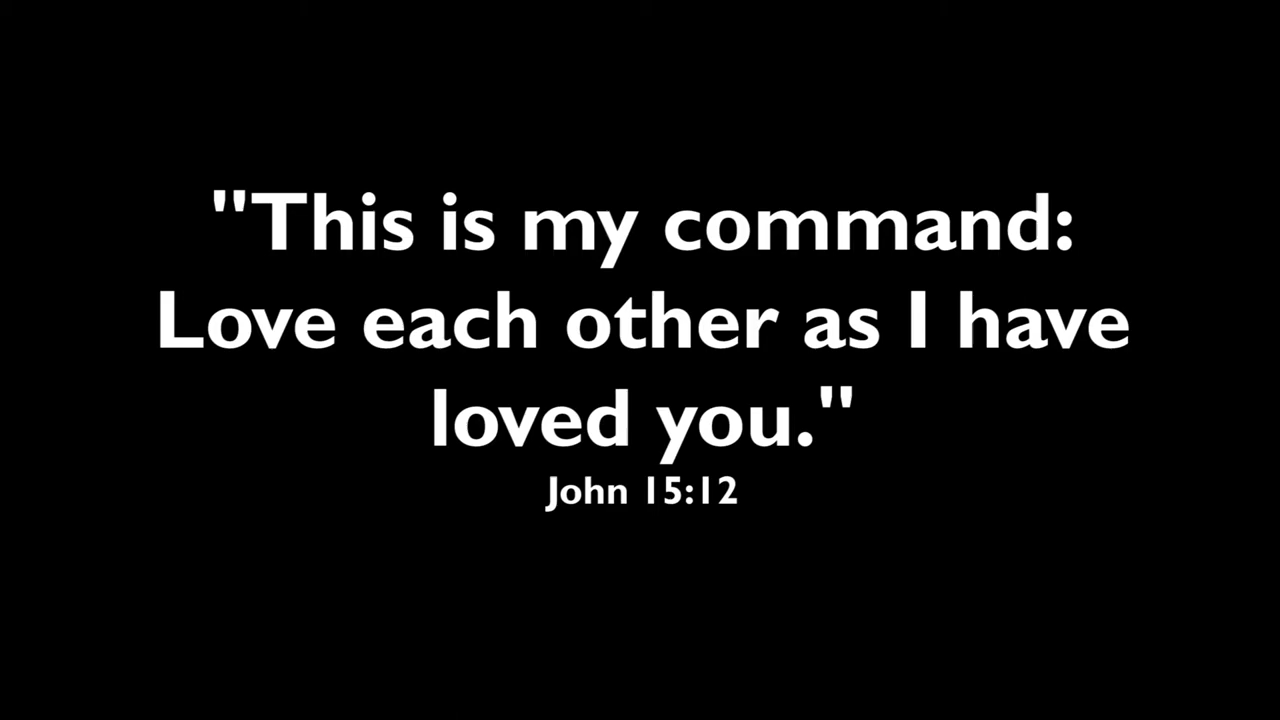 "This is my command:
Love each other as I have
loved you."
John 15:12